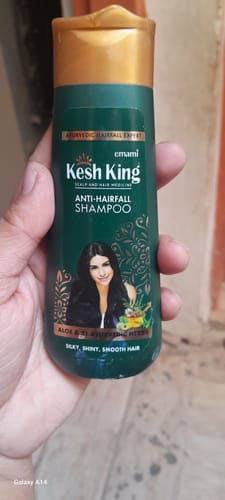 AYURVEDIC HAIRFALL EXPERT
emami
Kesh King
SCALP AND HAIR MEDICINE
ANTI-HAIRFALL
SHAMPOO
ALOE & 21 AYURVEDIC HERBS
SILKY, SHINY, SMOOTH HAIR
Galaxy A14